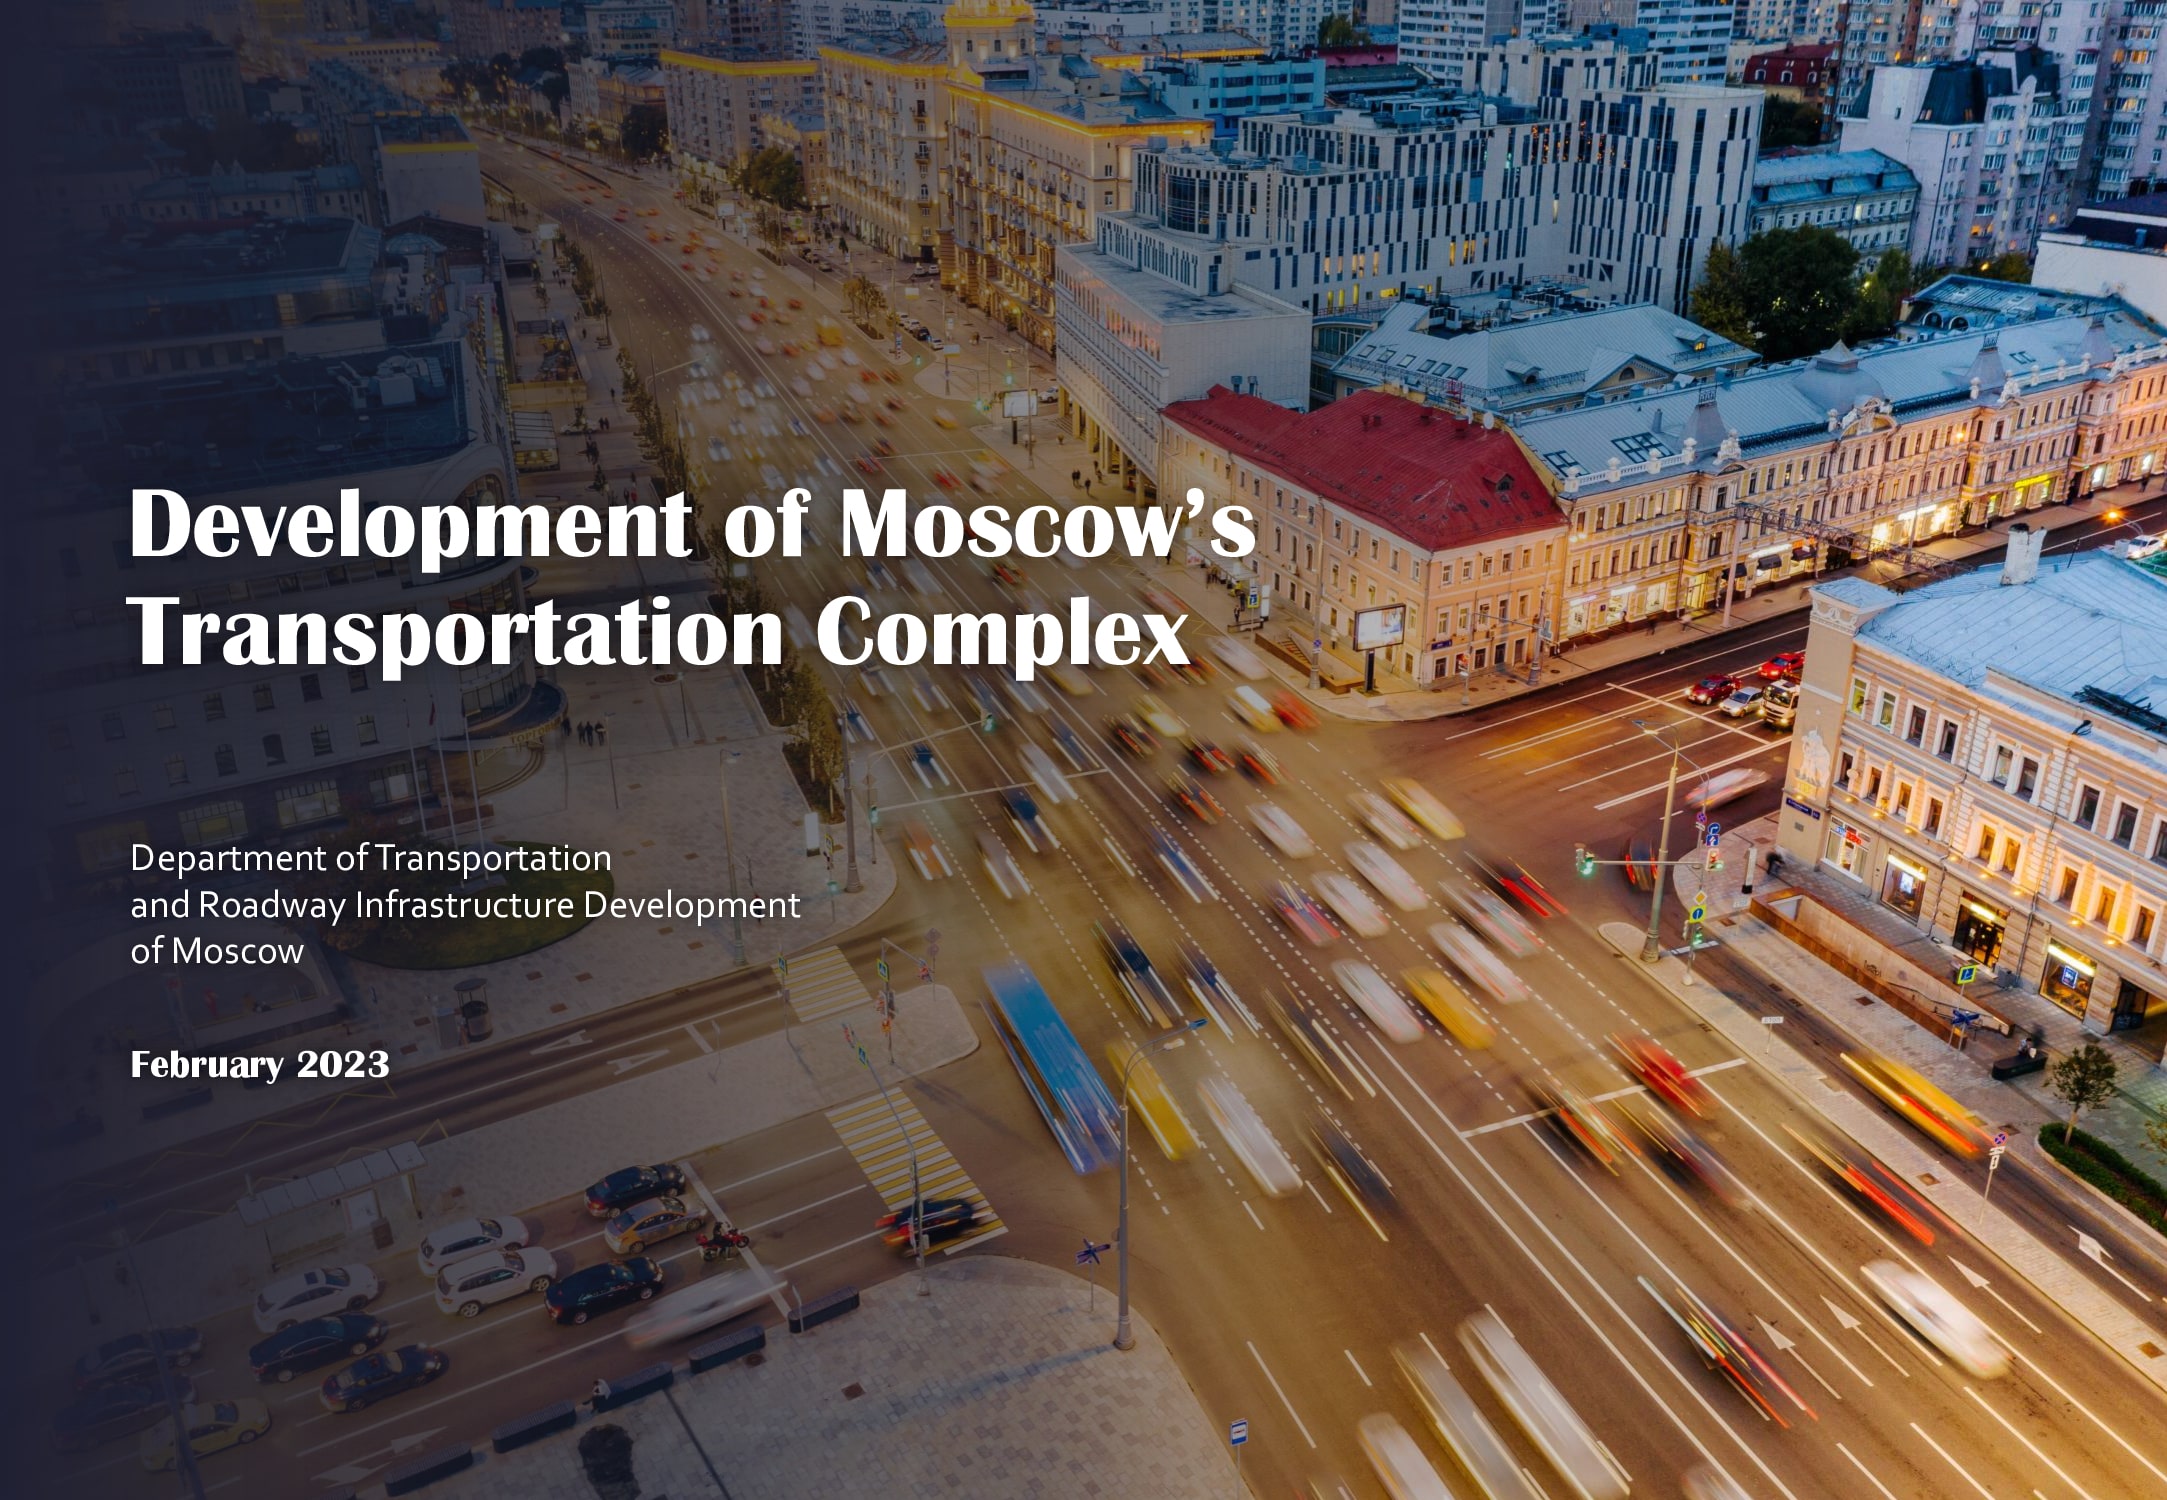 Development of Moscow’s
Transportation Complex
Department of Transportation
and Roadway Infrastructure Development
of Moscow
February 2023